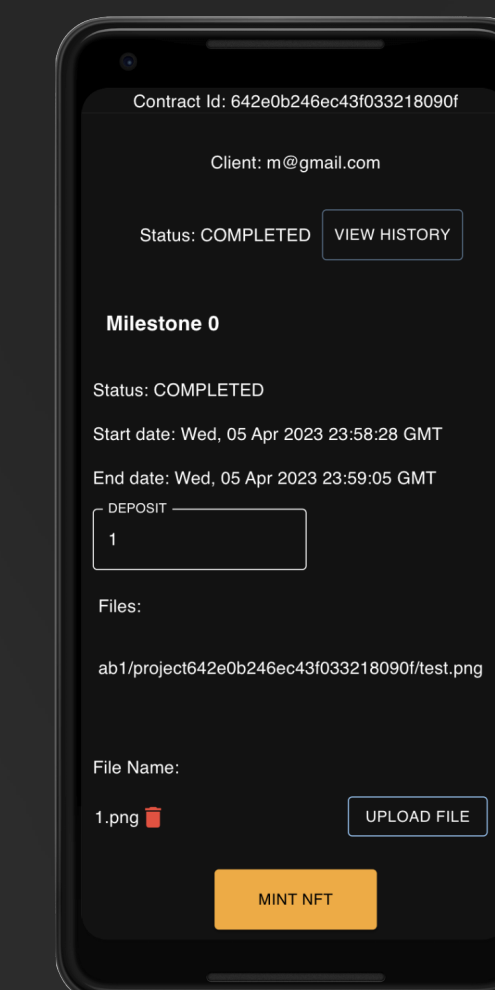 Contract Id: 642e0b246ec43f033218090f
Client: m@gmail.com
Status: COMPLETED VIEW HISTORY
Milestone 0
Status: COMPLETED
Start date: Wed, 05 Apr 2023 23:58:28 GMT
End date: Wed, 05 Apr 2023 23:59:05 GMT
DEPOSIT
1
Files:
ab1/project642e0b246ec43f033218090f/test.png
File Name:
1.png UPLOAD FILE
MINT NFT